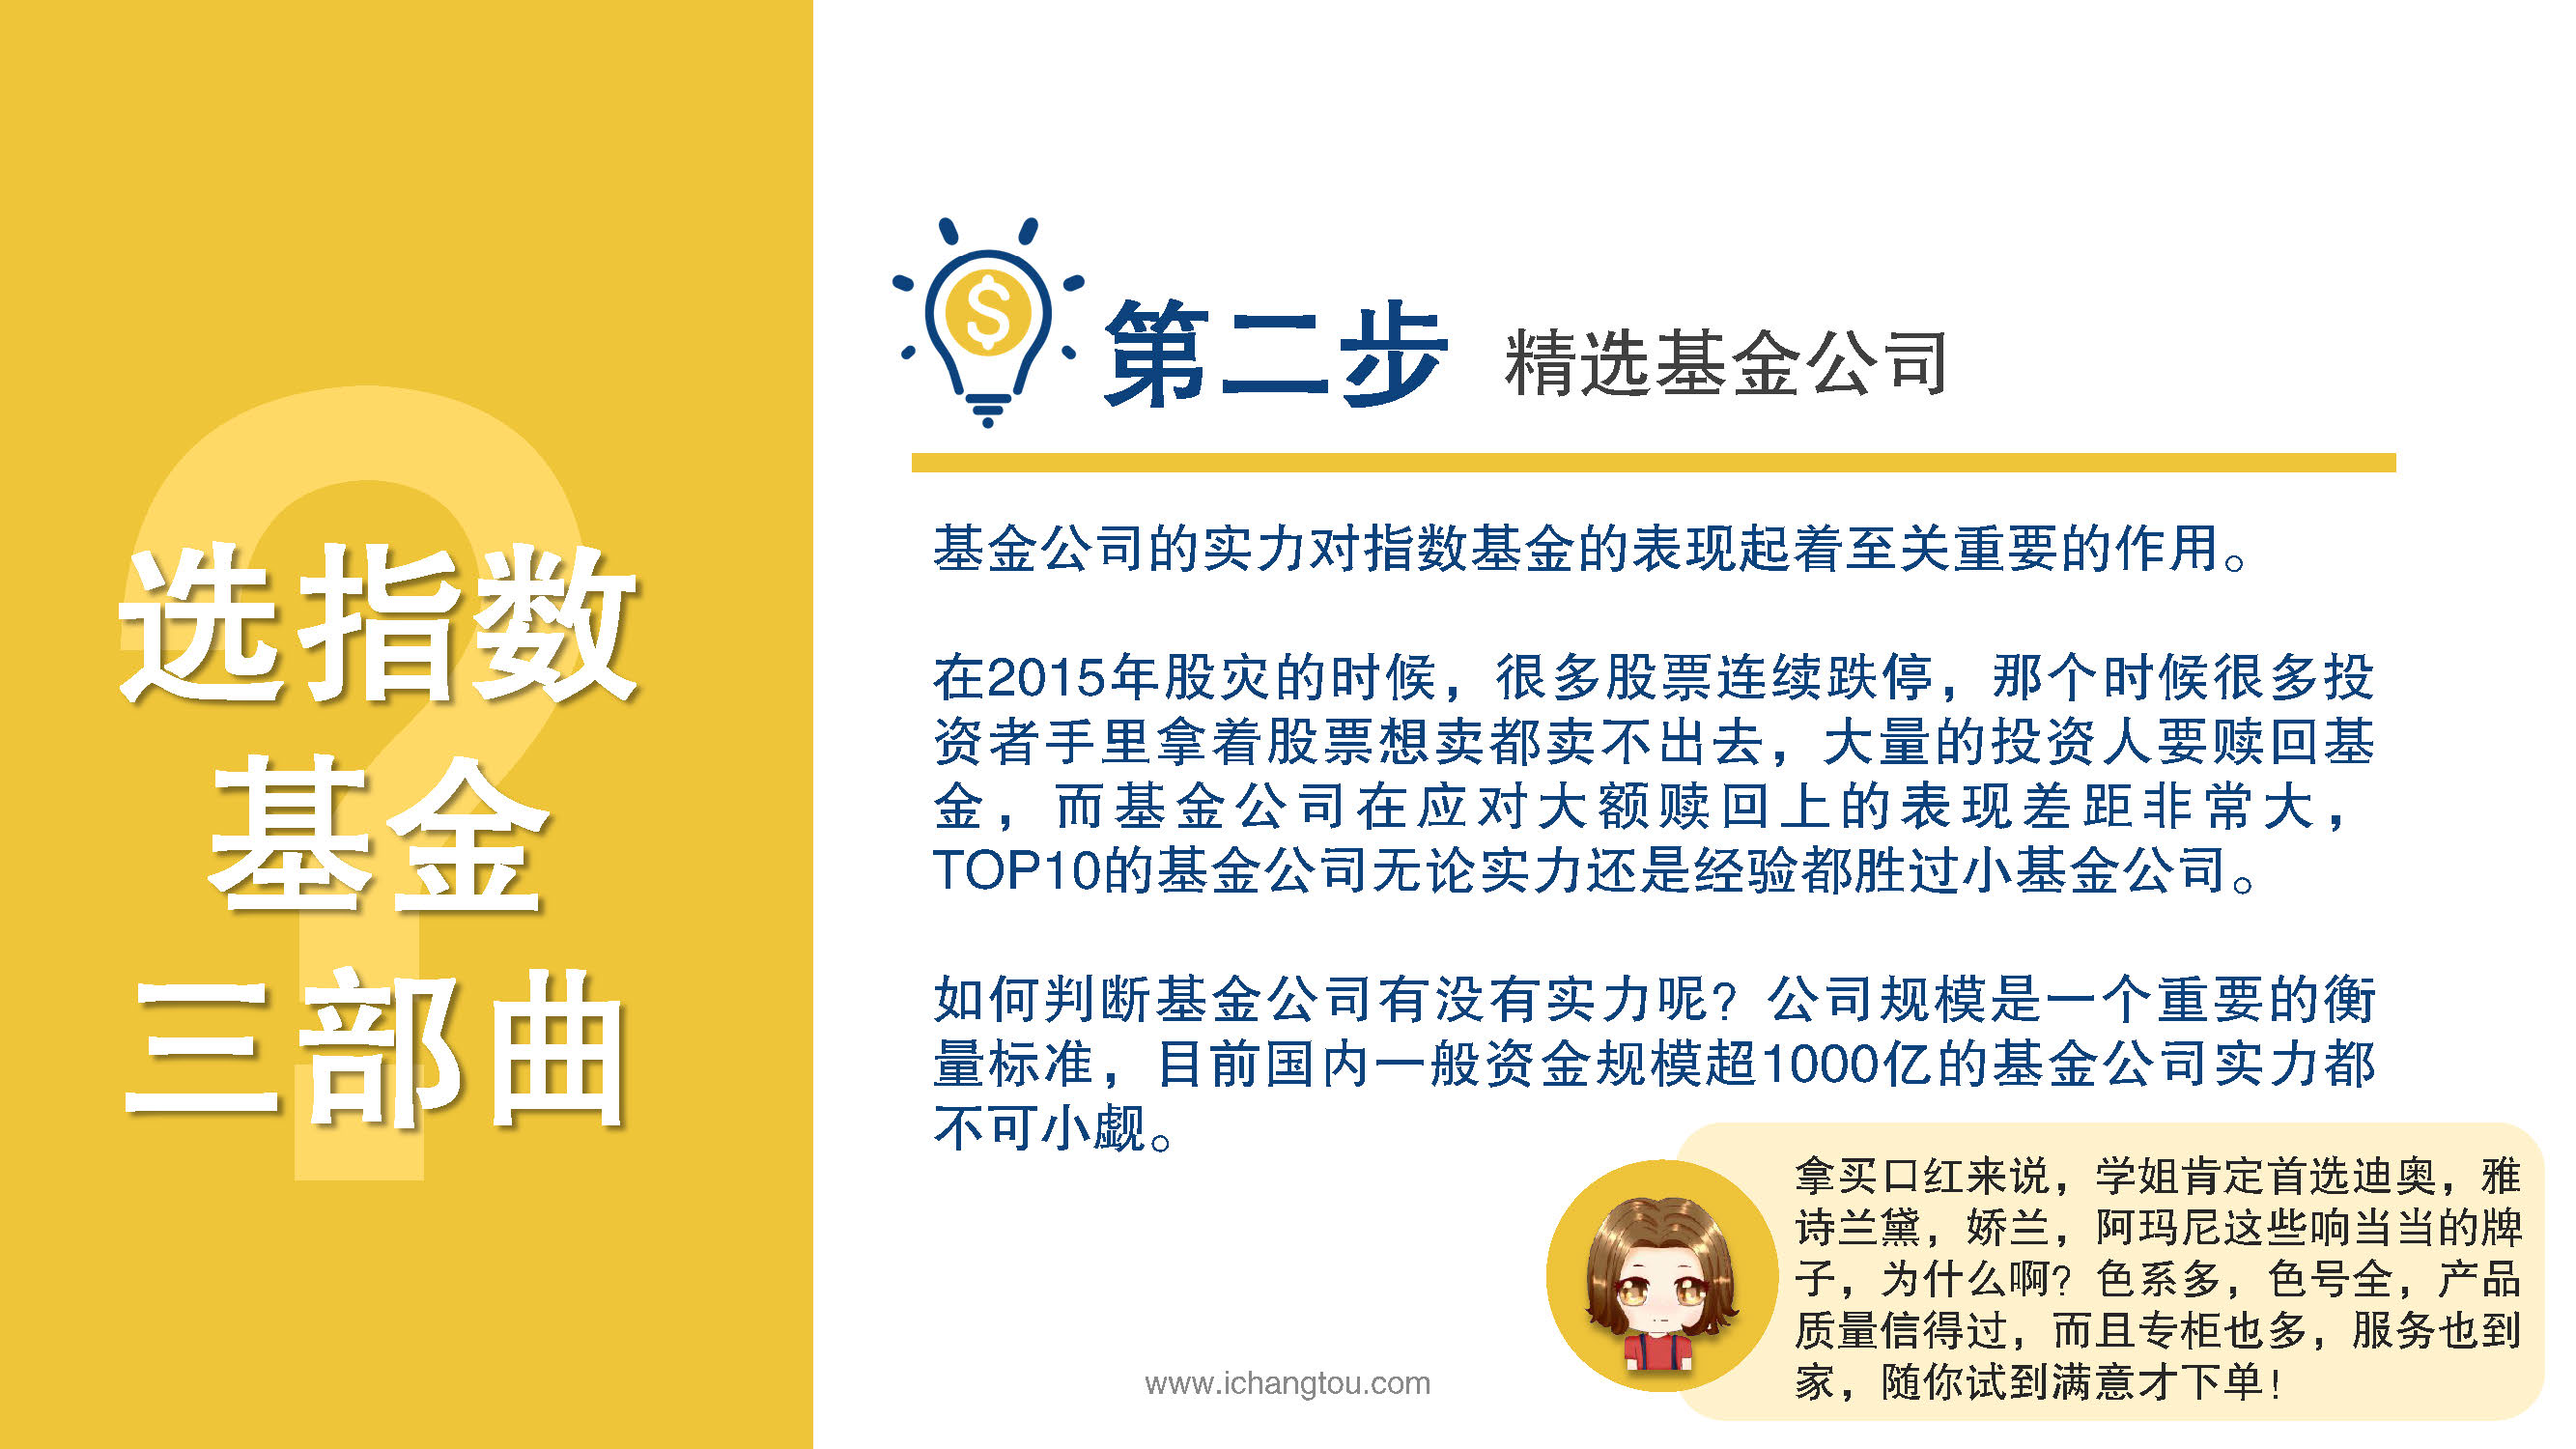 选指数
基金
三部曲
第二步 精选基金公司
基金公司的实力对指数基金的表现起着至关重要的作用。
在2015年股灾的时候，很多股票连续跌停，那个时候很多投
资者手里拿着股票想卖都卖不出去，大量的投资人要赎回基
金，而基金公司在应对大额赎回上的表现差距非常大，
TOP10的基金公司无论实力还是经验都胜过小基金公司。
如何判断基金公司有没有实力呢？公司规模是一个重要的衡
量标准，目前国内一般资金规模超1000亿的基金公司实力都
不可小觑。
拿买口红来说，学姐肯定首选迪奥，雅
诗兰黛，娇兰，阿玛尼这些响当当的牌
子，为什么啊？色系多，色号全，产品
质量信得过，而且专柜也多，服务也到
家，随你试到满意才下单！
www.ichangtou.com